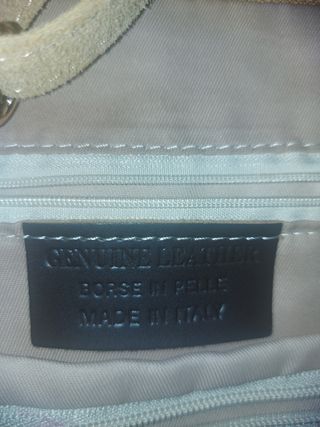 GENUINE LEATHER
BORSE IN PELLE
MADE IN ITALY